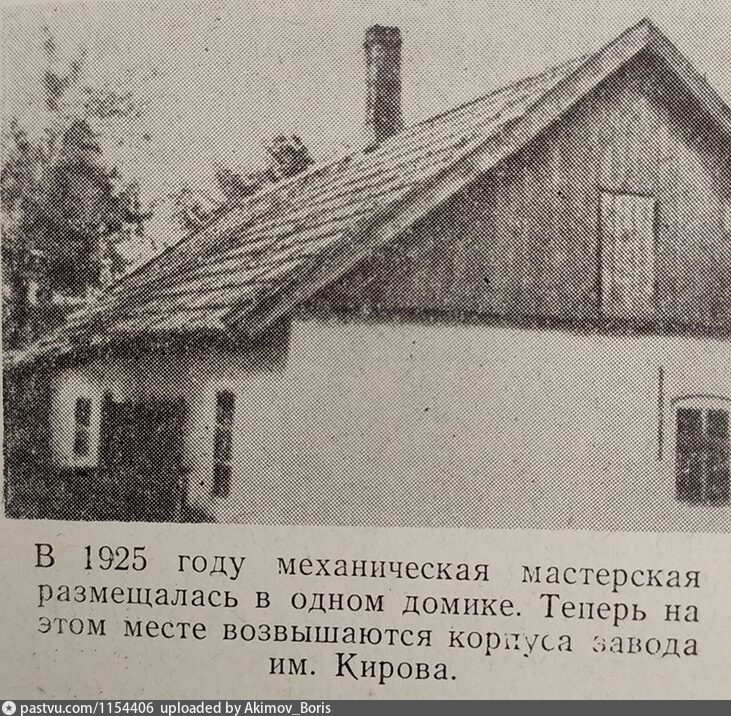 В 1925 году механическая мастерская
размещалась в одном домике. Теперь на
этом месте возвышаются корпуса завода
им. Кирова.
pastvu.com/1154406 uploaded by Akimov_Boris